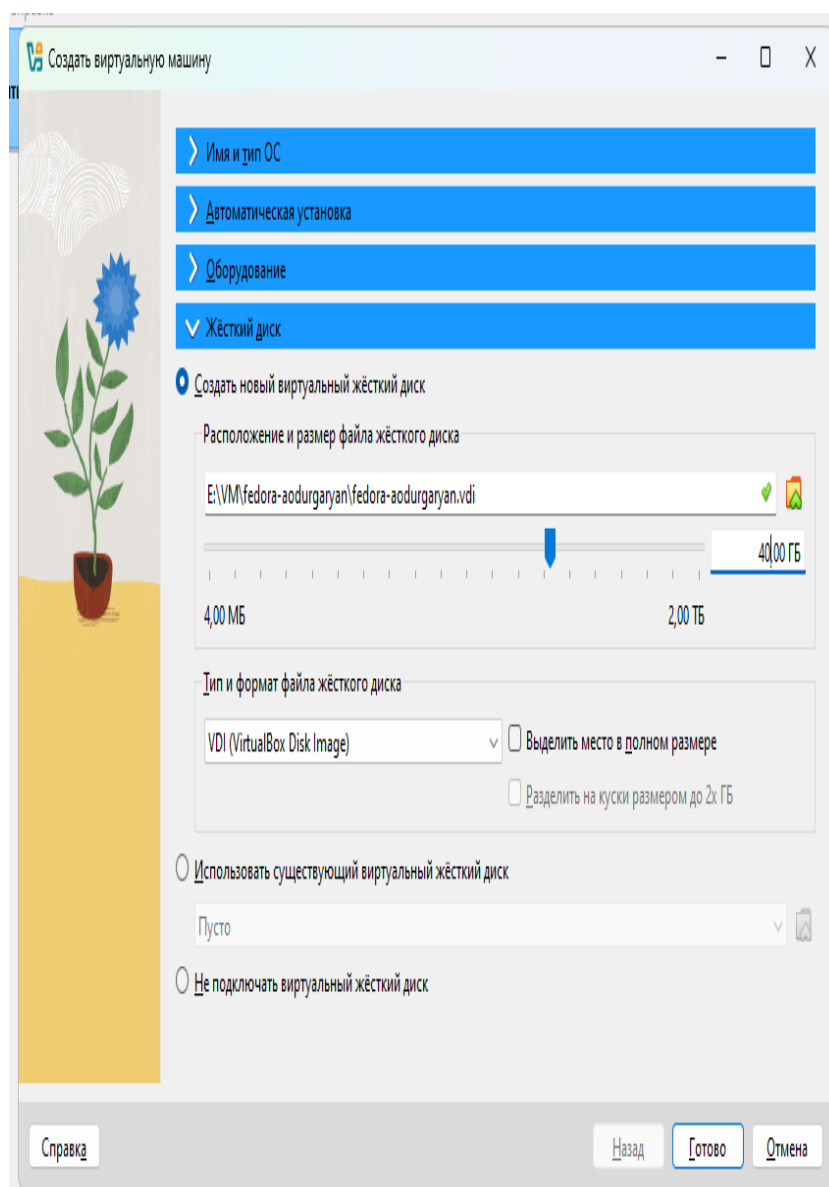 Создать виртуальную машину
Имя и тип ОС
Автоматическая установка
Оборудование
Жёсткий диск
Создать новый виртуальный жёсткий диск
Расположение и размер файла жёсткого диска
E:\VM\fedora-aodurgaryan\fedora-aodurgaryan.vdi
40,00 ГБ
4,00 МБ 2,00 ТБ
Тип и формат файла жёсткого диска
VDI (VirtualBox Disk Image) Выделить место в полном размере
Разделить на куски размером до 2х ГБ
Использовать существующий виртуальный жёсткий диск
Пусто
Не подключать виртуальный жёсткий диск
Справка Назад Готово Отмена